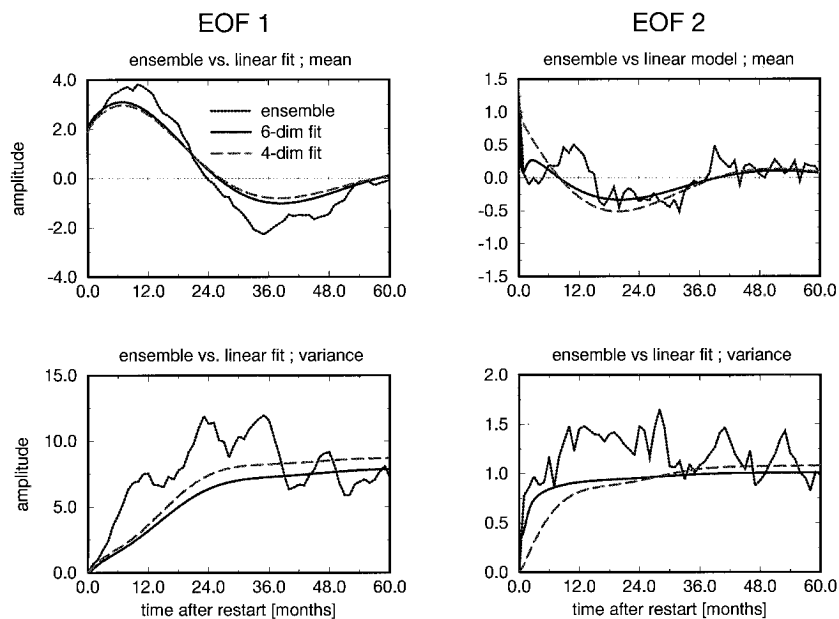 EOF 1
EOF 2
ensemble vs. linear fit ; mean
ensemble vs linear model ; mean
amplitude
4.0
2.0
0.0
-2.0
-4.0
ensemble
6-dim fit
4-dim fit
0.0 12.0 24.0 36.0 48.0 60.0
1.5
1.0
0.5
0.0
-0.5
-1.0
-1.5
0.0 12.0 24.0 36.0 48.0 60.0
ensemble vs. linear fit ; variance
ensemble vs linear fit ; variance
amplitude
15.0
10.0
5.0
0.0
0.0 12.0 24.0 36.0 48.0 60.0
time after restart [months]
2.0
1.5
1.0
0.5
0.0
0.0 12.0 24.0 36.0 48.0 60.0
time after restart [months]